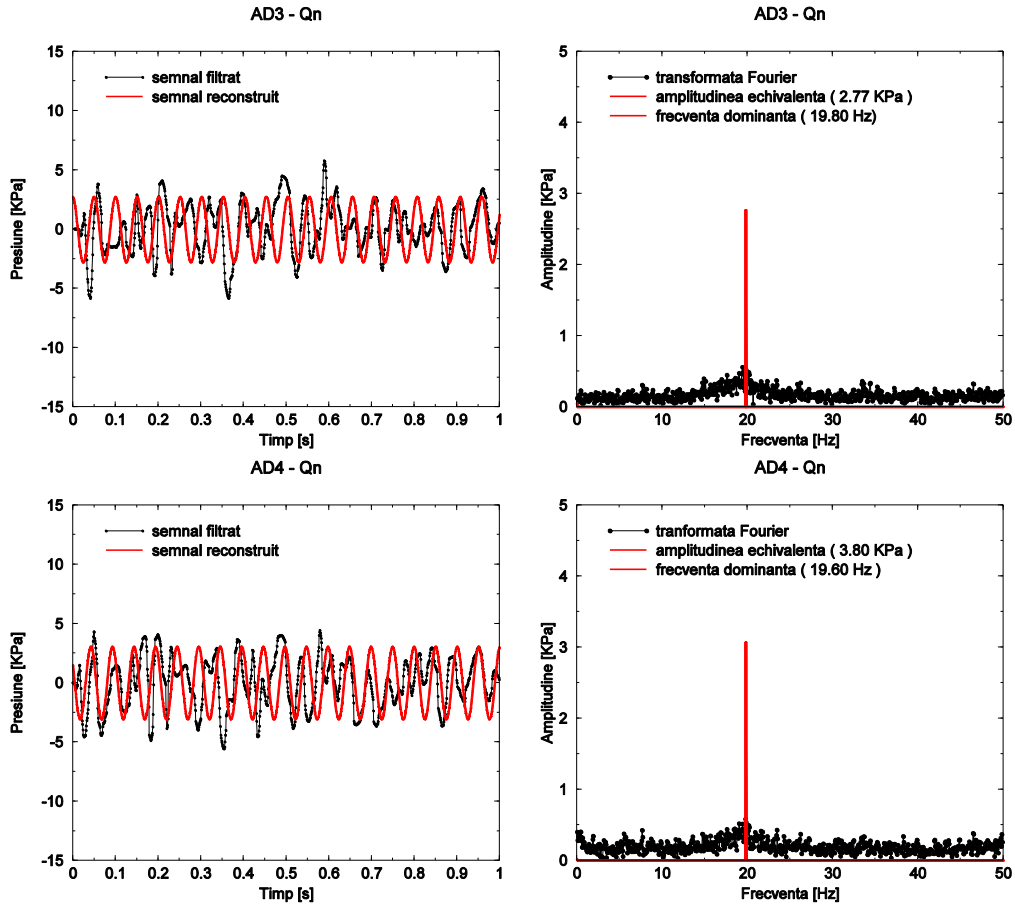 AD3 - Qn
15
10
5
0
-5
-10
-15
Presiune [KPa]
semnal filtrat
semnal reconstruit
0 0.1 0.2 0.3 0.4 0.5 0.6 0.7 0.8 0.9 1
Timp [s]
AD3 - Qn
5
4
3
2
1
0
Amplitudine [KPa]
transformata Fourier
amplitudinea echivalenta ( 2.77 KPa )
frecventa dominanta ( 19.80 Hz)
0 10 20 30 40 50
Frecventa [Hz]
AD4 - Qn
15
10
5
0
-5
-10
-15
Presiune [KPa]
semnal filtrat
semnal reconstruit
0 0.1 0.2 0.3 0.4 0.5 0.6 0.7 0.8 0.9 1
Timp [s]
AD4 - Qn
5
4
3
2
1
0
Amplitudine [KPa]
tranformata Fourier
amplitudinea echivalenta ( 3.80 KPa )
frecventa dominanta ( 19.60 Hz )
0 10 20 30 40 50
Frecventa [Hz]